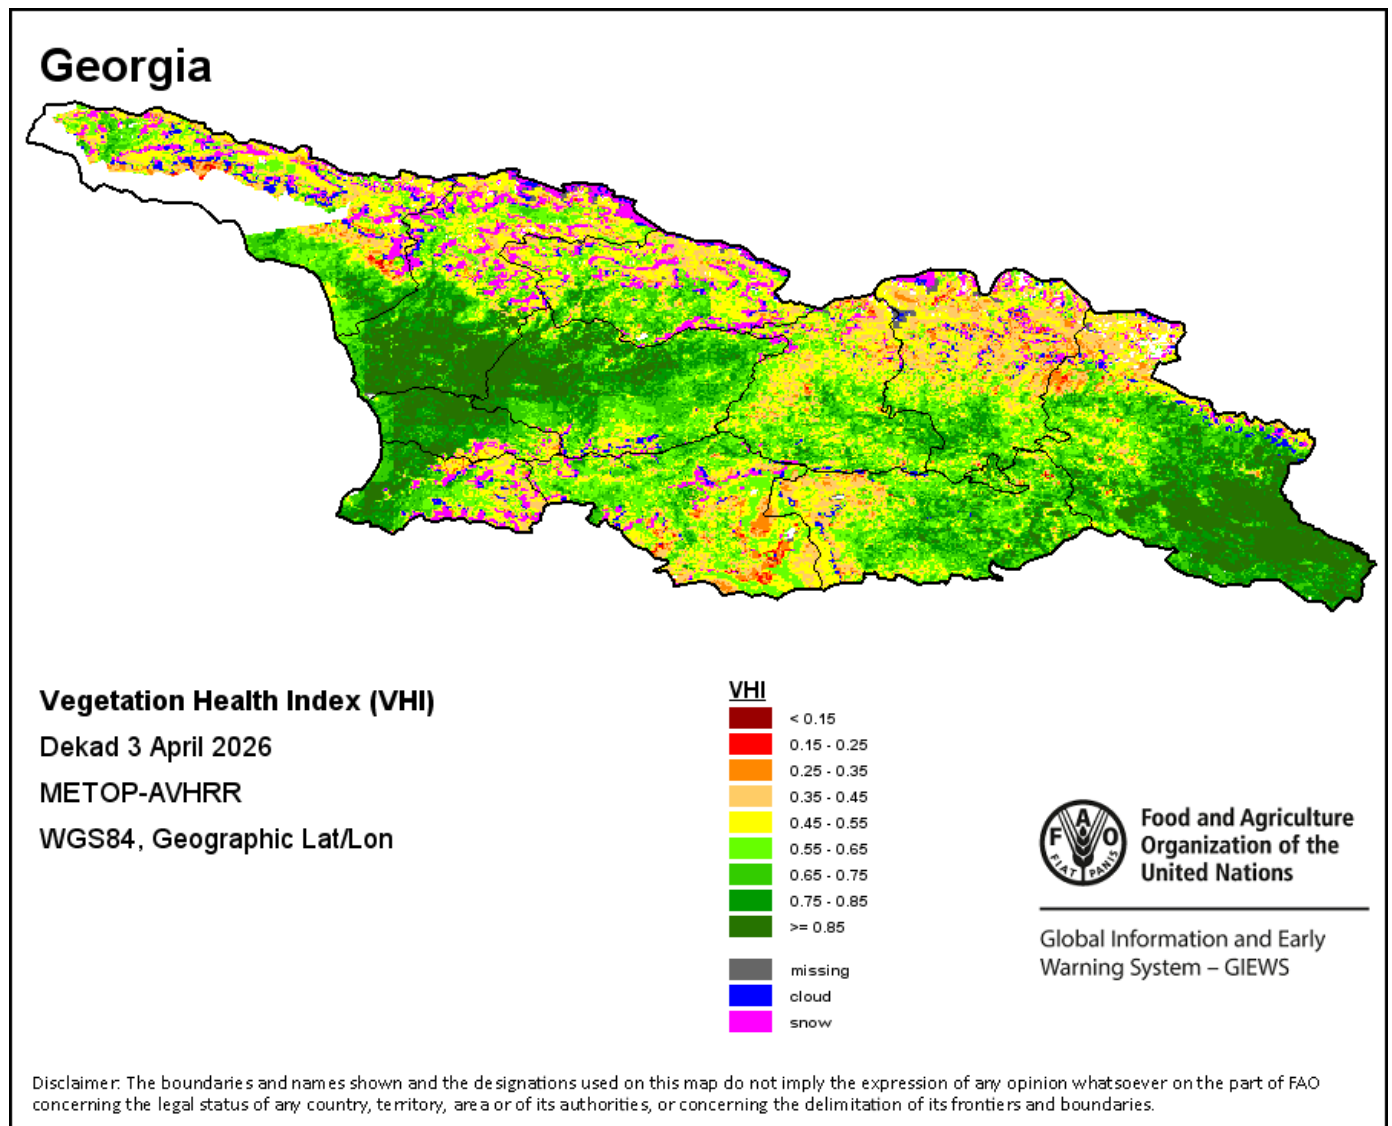 Georgia
Vegetation Health Index (VHI)
Dekad 3 April 2026
METOP-AVHRR
WGS84, Geographic Lat/Lon
VHI
< 0.15
0.15 - 0.25
0.25 - 0.35
0.35 - 0.45
0.45 - 0.55
0.55 - 0.65
0.65 - 0.75
0.75 - 0.85
>= 0.85
missing
cloud
snow
F A O
FIAT PANIS
Food and Agriculture
Organization of the
United Nations
Global Information and Early
Warning System – GIEWS
Disclaimer: The boundaries and names shown and the designations used on this map do not imply the expression of any opinion whatsoever on the part of FAO
concerning the legal status of any country, territory, area or of its authorities, or concerning the delimitation of its frontiers and boundaries.